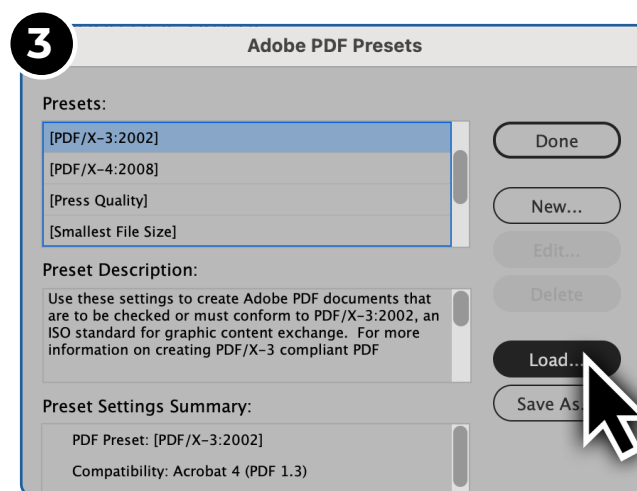 3
Adobe PDF Presets
Presets:
[PDF/X-3:2002]
[PDF/X-4:2008]
[Press Quality]
[Smallest File Size]
Done
New...
Edit...
Delete
Load...
Save As.
Preset Description:
Use these settings to create Adobe PDF documents that
are to be checked or must conform to PDF/X-3:2002, an
ISO standard for graphic content exchange.  For more
information on creating PDF/X-3 compliant PDF
Preset Settings Summary:
PDF Preset: [PDF/X-3:2002]
Compatibility: Acrobat 4 (PDF 1.3)